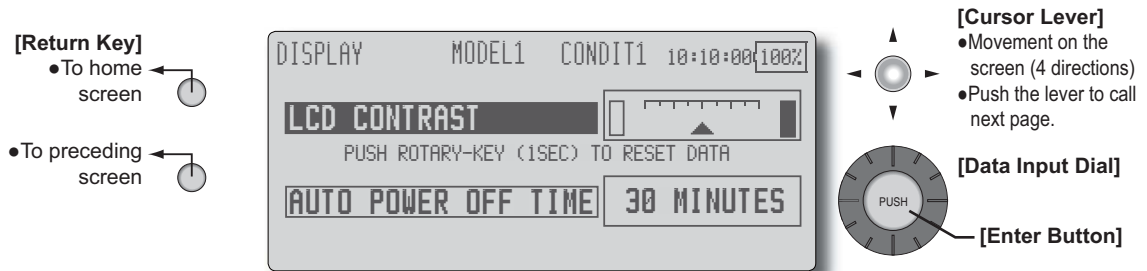 [Return Key]
●To home
screen
●To preceding
screen
DISPLAY MODEL1 CONDIT1 10:10:00 100%
LCD CONTRAST
PUSH ROTARY-KEY (1SEC) TO RESET DATA
AUTO POWER OFF TIME 30 MINUTES
[Cursor Lever]
●Movement on the
screen (4 directions)
●Push the lever to call
next page.
[Data Input Dial]
PUSH
[Enter Button]